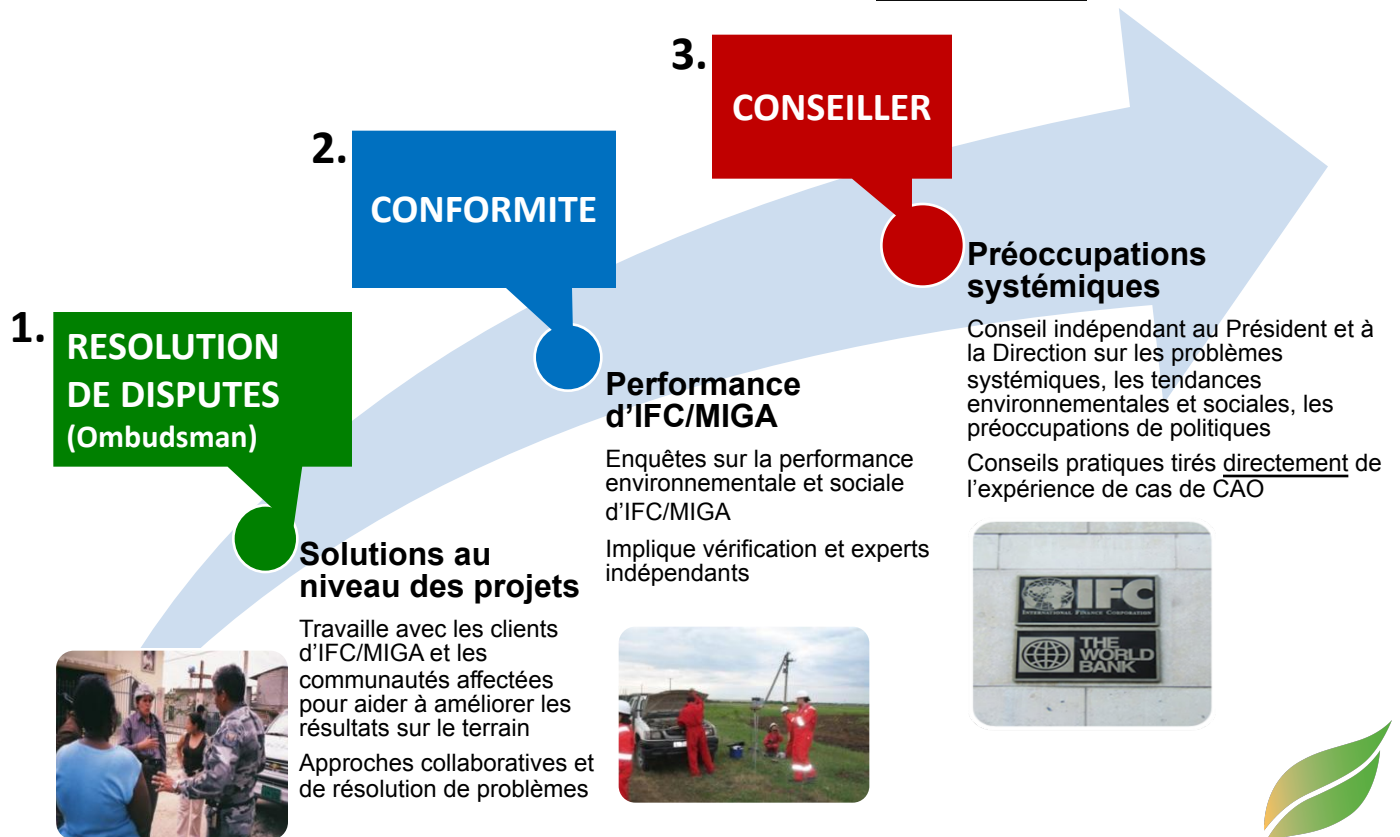 1.
RESOLUTION
DE DISPUTES
(Ombudsman)
Solutions au
niveau des projets
Travaille avec les clients
d'IFC/MIGA et les
communautés affectées
pour aider à améliorer les
résultats sur le terrain
Approches collaboratives et
de résolution de problèmes
2.
CONFORMITE
Performance
d'IFC/MIGA
Enquêtes sur la performance
environnementale et sociale
d'IFC/MIGA
Implique vérification et experts
indépendants
3.
CONSEILLER
Préoccupations
systémiques
Conseil indépendant au Président et à
la Direction sur les problèmes
systémiques, les tendances
environnementales et sociales, les
préoccupations de politiques
Conseils pratiques tirés directement de
l'expérience de cas de CAO
IFC
INTERNATIONAL FINANCE CORPORATION
THE
WORLD
BANK